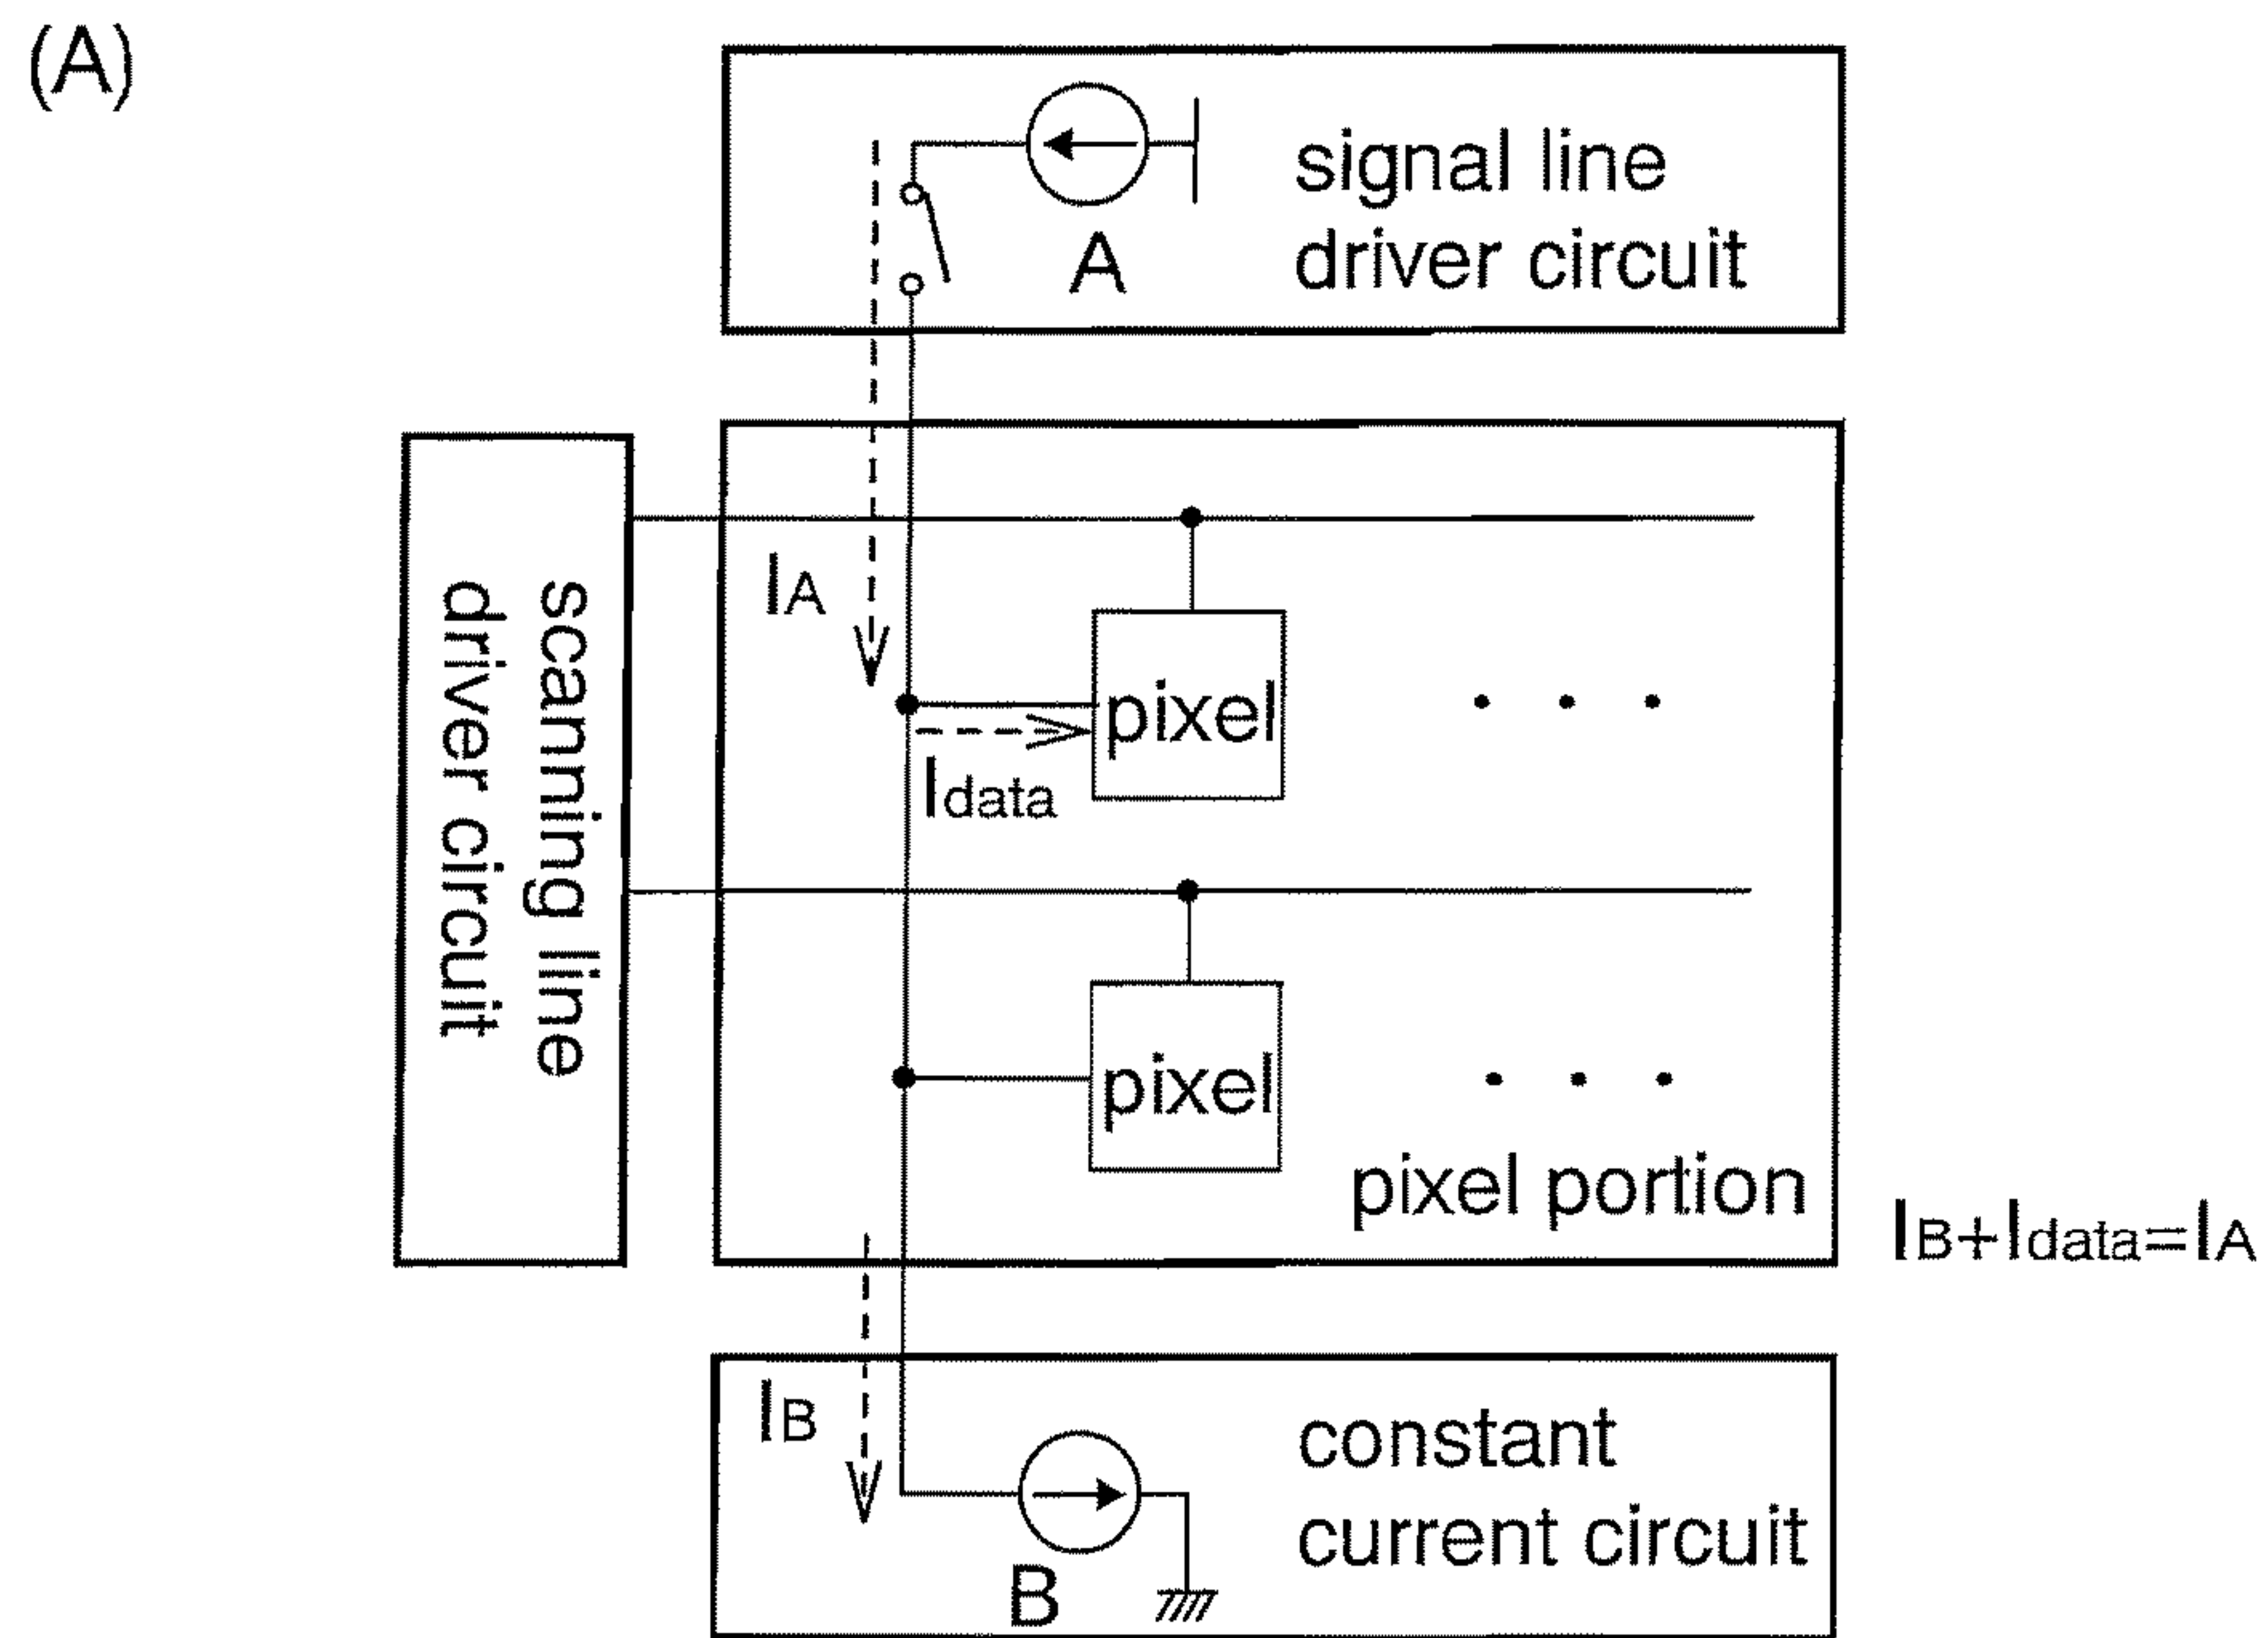 (A)
signal line
driver circuit
A
scanning line
driver circuit
IA
pixel
Idata
pixel
pixel portion
IB+Idata=IA
IB
constant
current circuit
B